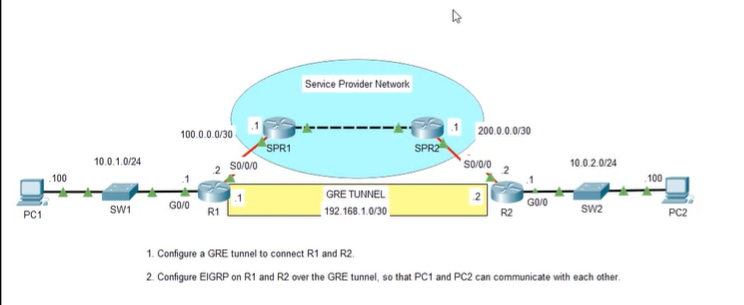 Service Provider Network
100.0.0.0/30
.1
.1
200.0.0.0/30
SPR1
SPR2
10.0.1.0/24
.2
S0/0/0
S0/0/0
.2
10.0.2.0/24
.100
.1
.1
.100
GRE TUNNEL
.1
.2
192.168.1.0/30
PC1
SW1
G0/0
R1
R2
G0/0
SW2
PC2
1. Configure a GRE tunnel to connect R1 and R2.
2. Configure EIGRP on R1 and R2 over the GRE tunnel, so that PC1 and PC2 can communicate with each other.